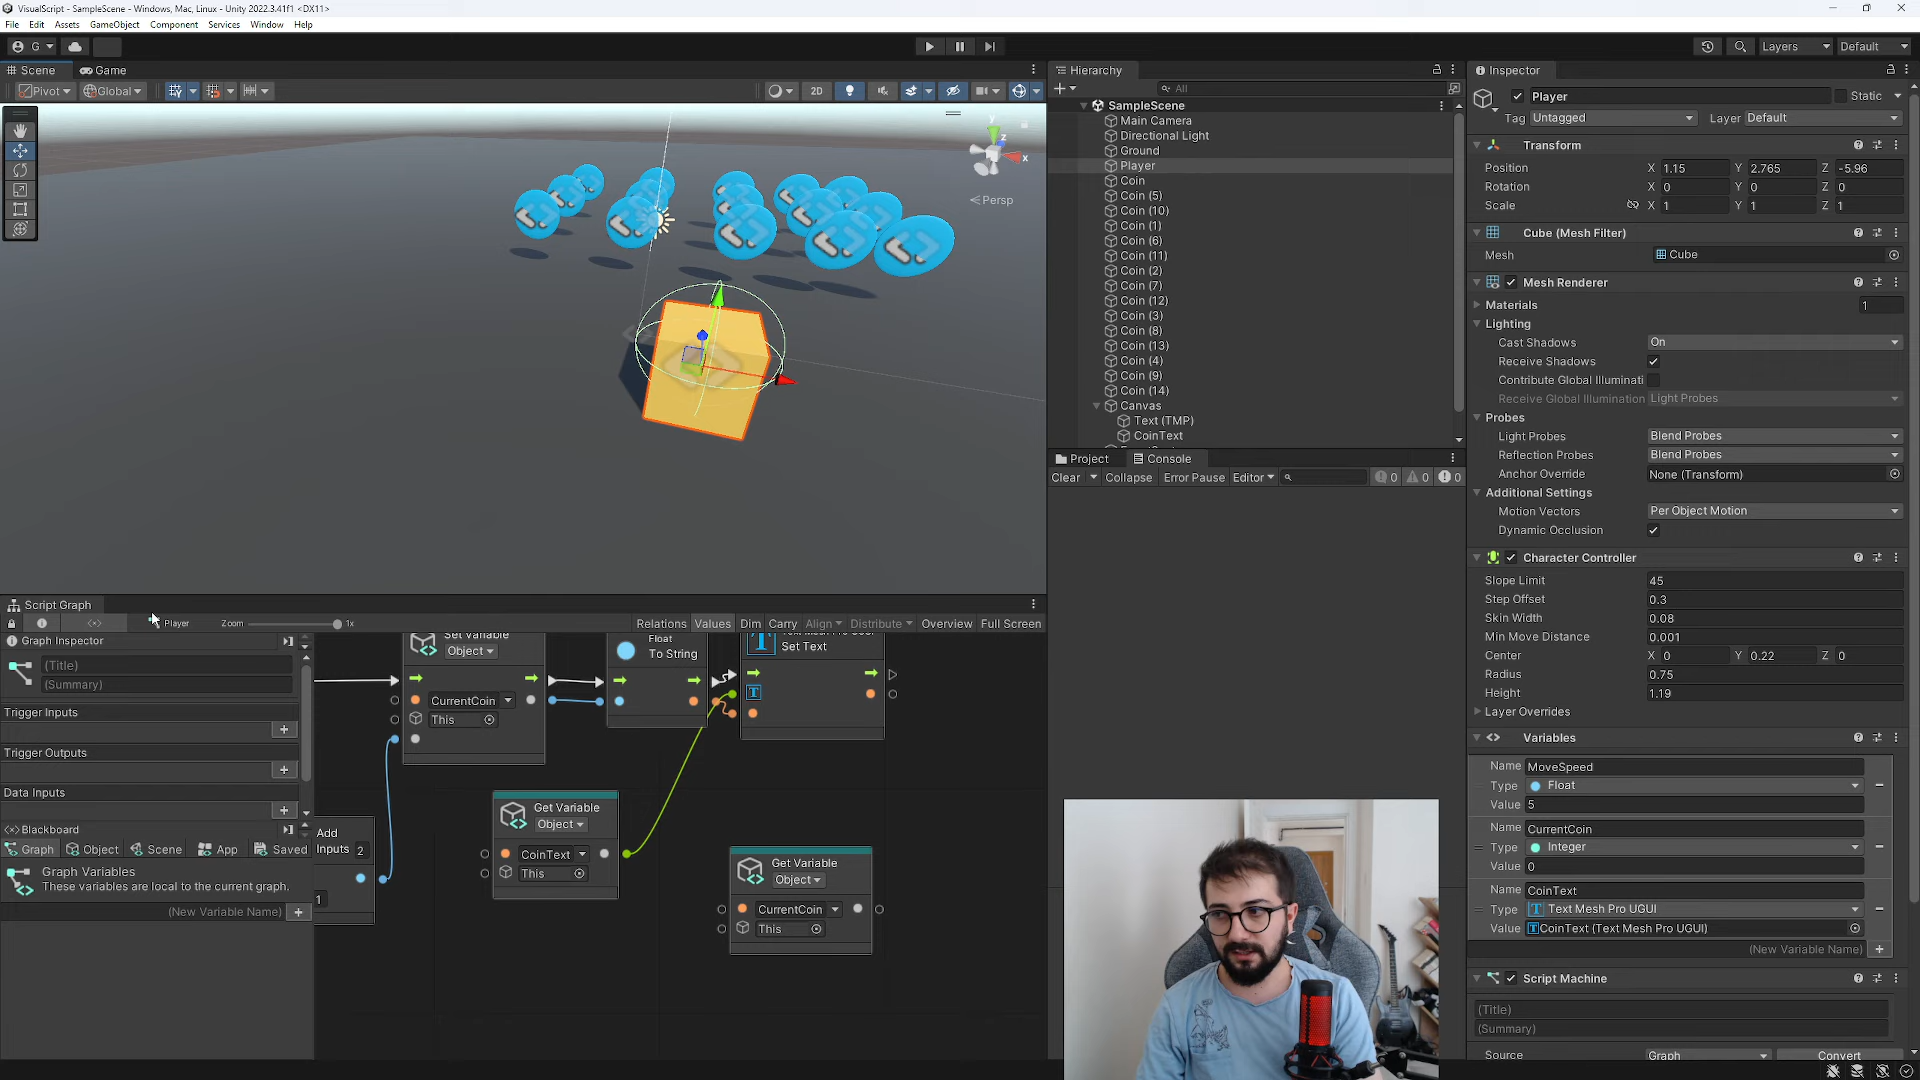 VisualScript - SampleScene - Windows, Mac, Linux - Unity 2022.3.41f1 <DX11>
File Edit Assets GameObject Component Services Window Help
G
Layers
Default
Scene
Game
Pivot
Global
2D
y
z
x
Persp
Hierarchy
All
SampleScene
Main Camera
Directional Light
Ground
Player
Coin
Coin (5)
Coin (10)
Coin (1)
Coin (6)
Coin (11)
Coin (2)
Coin (7)
Coin (12)
Coin (3)
Coin (8)
Coin (13)
Coin (4)
Coin (9)
Coin (14)
Canvas
Text (TMP)
CoinText
Project
Console
Clear Collapse Error Pause Editor 0 0 0
Inspector
Player
Static
Tag Untagged Layer Default
Transform
Position X 1.15 Y 2.765 Z -5.96
Rotation X 0 Y 0 Z 0
Scale X 1 Y 1 Z 1
Cube (Mesh Filter)
Mesh Cube
Mesh Renderer
Materials 1
Lighting
Cast Shadows On
Receive Shadows
Contribute Global Illuminati
Receive Global Illumination Light Probes
Probes
Light Probes Blend Probes
Reflection Probes Blend Probes
Anchor Override None (Transform)
Additional Settings
Motion Vectors Per Object Motion
Dynamic Occlusion
Character Controller
Slope Limit 45
Step Offset 0.3
Skin Width 0.08
Min Move Distance 0.001
Center X 0 Y 0.22 Z 0
Radius 0.75
Height 1.19
Layer Overrides
Variables
Name MoveSpeed
Type Float
Value 5
Name CurrentCoin
Type Integer
Value 0
Name CoinText
Type Text Mesh Pro UGUI
Value CoinText (Text Mesh Pro UGUI)
(New Variable Name)
Script Machine
(Title)
(Summary)
Source Graph Convert
Script Graph
Player Zoom 1x Relations Values Dim Carry Align Distribute Overview Full Screen
Graph Inspector
(Title)
(Summary)
Trigger Inputs
Trigger Outputs
Data Inputs
Blackboard
Graph Object Scene App Saved
Graph Variables
These variables are local to the current graph.
(New Variable Name)
Set Variable
Object
CurrentCoin
This
Float
To String
Set Text
Add
Inputs 2
1
Get Variable
Object
CoinText
This
Get Variable
Object
CurrentCoin
This